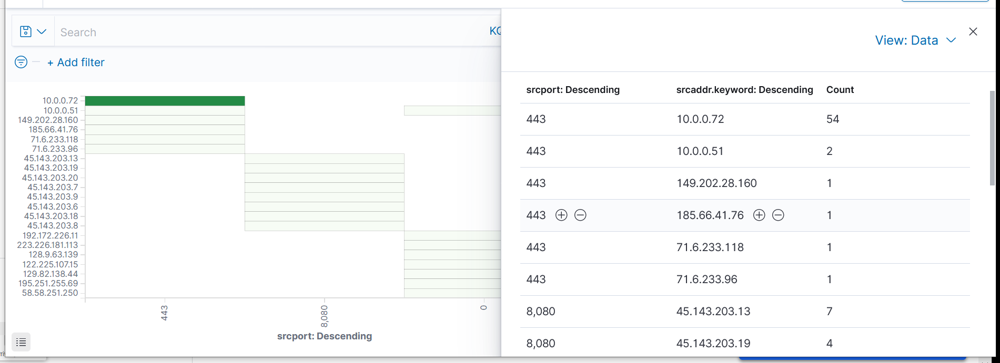 Search
KQ
+ Add filter
10.0.0.72
10.0.0.51
149.202.28.160
185.66.41.76
71.6.233.118
71.6.233.96
45.143.203.13
45.143.203.19
45.143.203.20
45.143.203.7
45.143.203.9
45.143.203.6
45.143.203.18
45.143.203.8
192.172.226.11
223.226.181.113
128.9.63.139
122.225.107.15
129.82.138.44
195.251.255.69
58.58.251.250
443
8,080
0
srcport: Descending
View: Data
srcport: Descending srcaddr.keyword: Descending Count
443 10.0.0.72 54
443 10.0.0.51 2
443 149.202.28.160 1
443 185.66.41.76 1
443 71.6.233.118 1
443 71.6.233.96 1
8,080 45.143.203.13 7
8,080 45.143.203.19 4